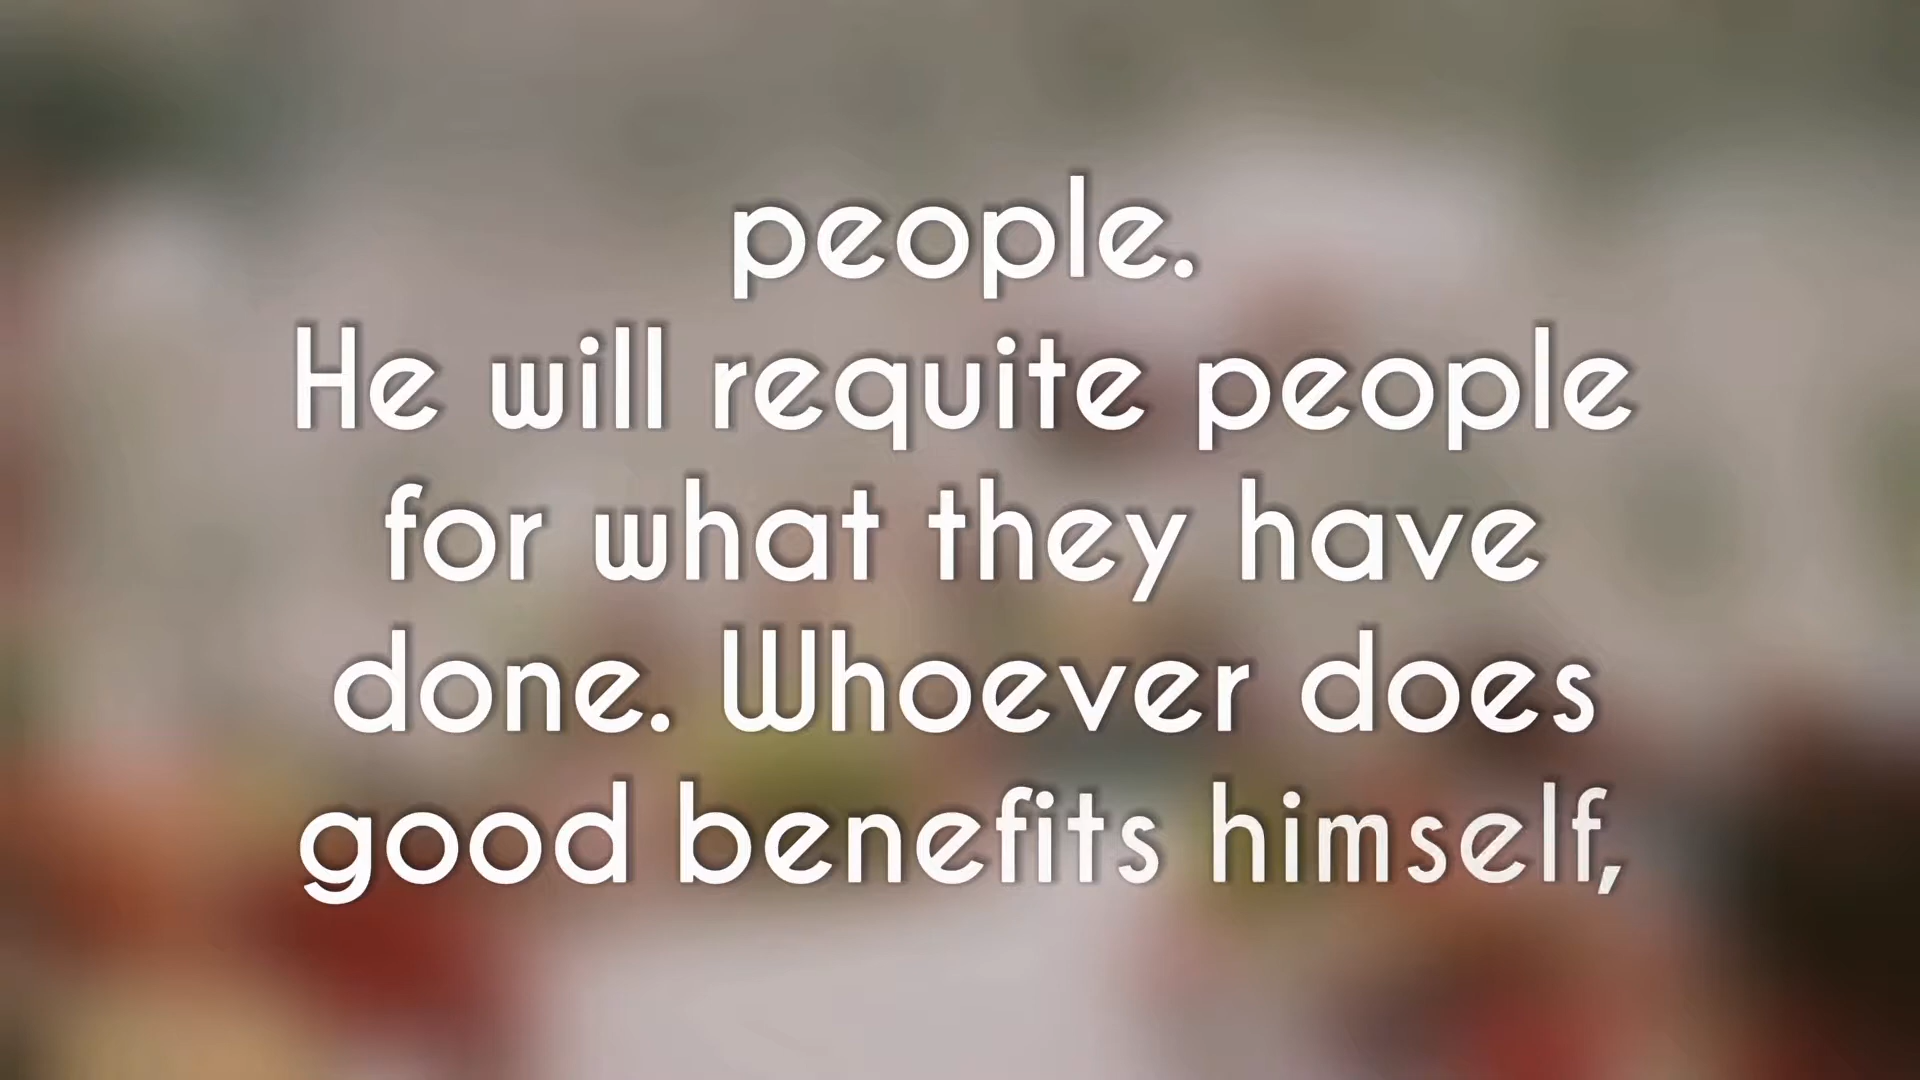 people.
He will requite people
for what they have
done. Whoever does
good benefits himself,